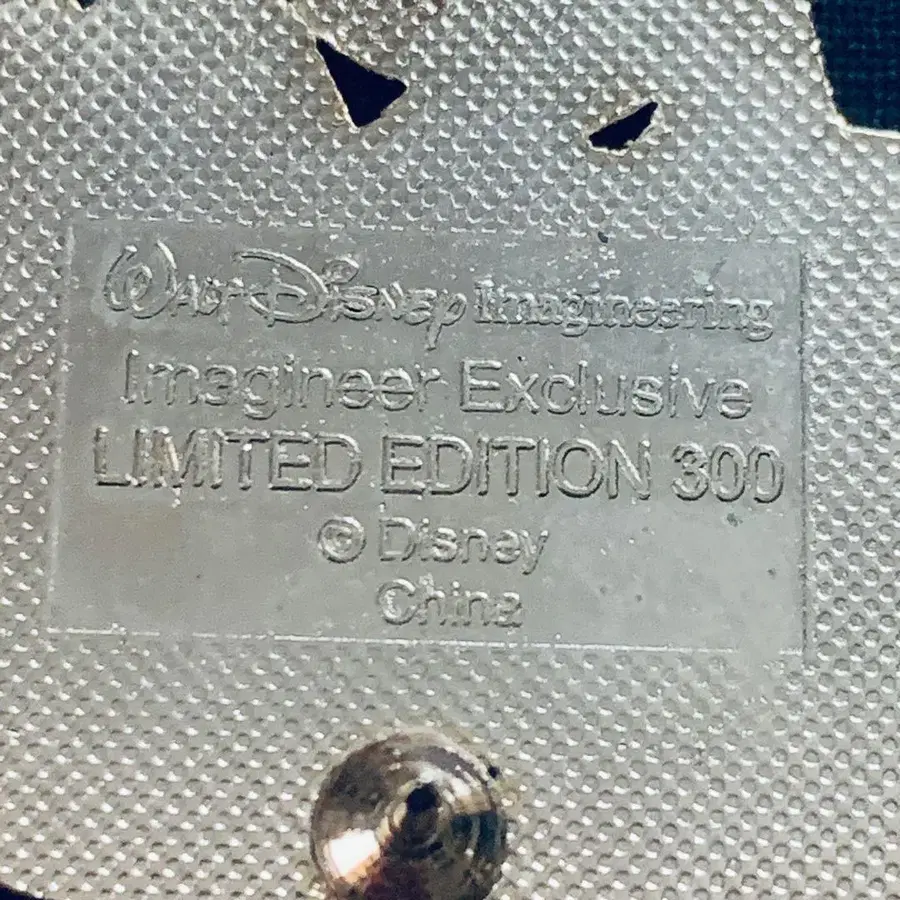 WALT DISNEY Imagineering
Imagineer Exclusive
LIMITED EDITION 300
© Disney
China